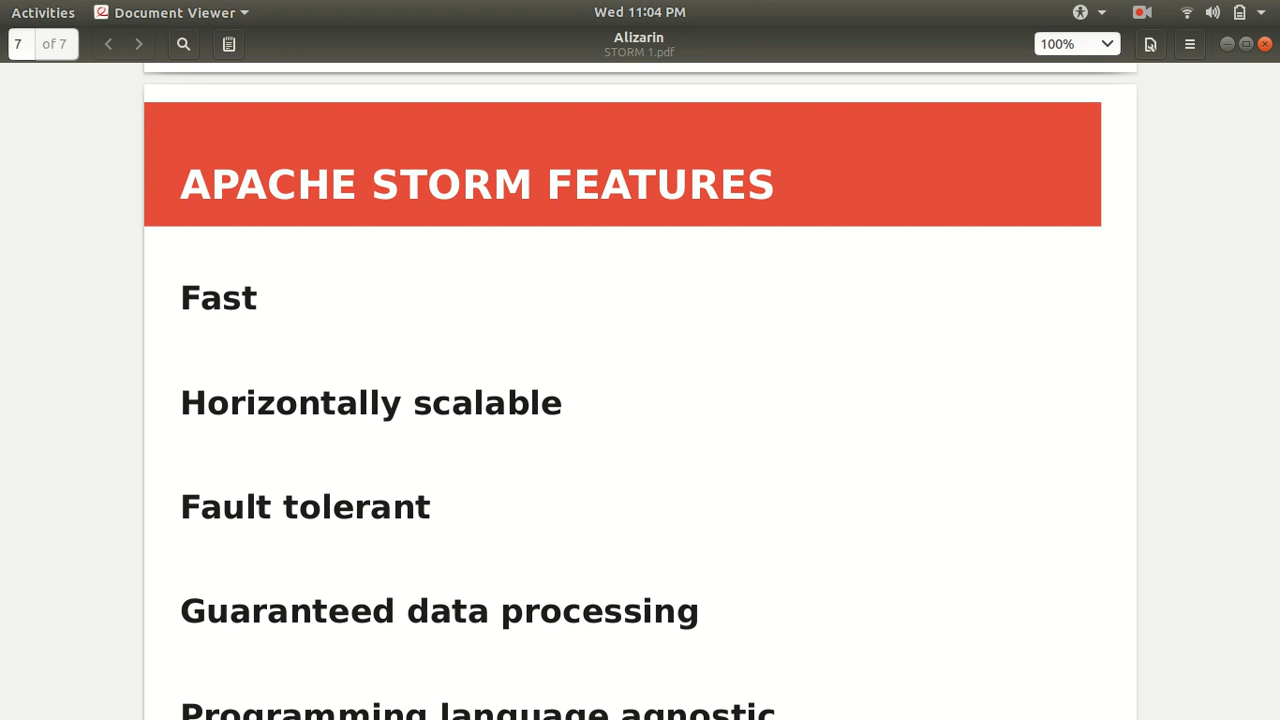 Activities Document Viewer Wed 11:04 PM
7 of 7 Alizarin 100%
STORM 1.pdf
APACHE STORM FEATURES
Fast
Horizontally scalable
Fault tolerant
Guaranteed data processing
Programming language agnostic